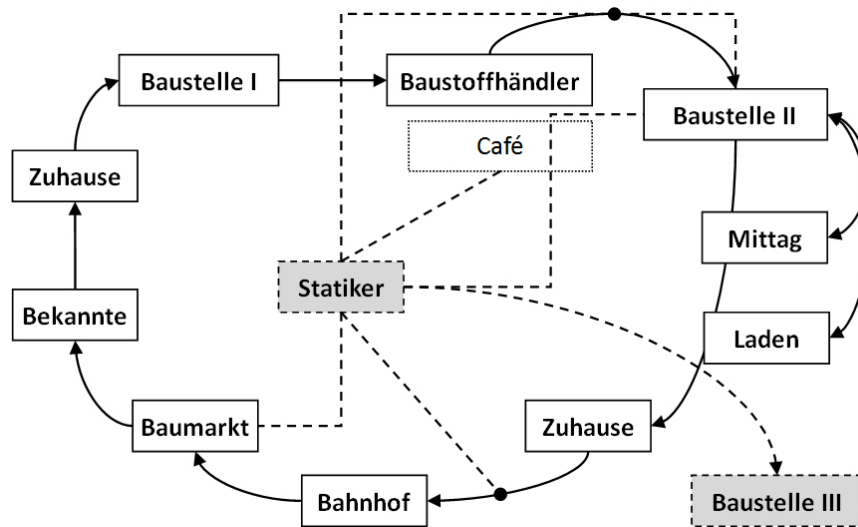 Baustelle I
Baustoffhändler
Baustelle II
Café
Zuhause
Mittag
Statiker
Bekannte
Laden
Baumarkt
Zuhause
Bahnhof
Baustelle III